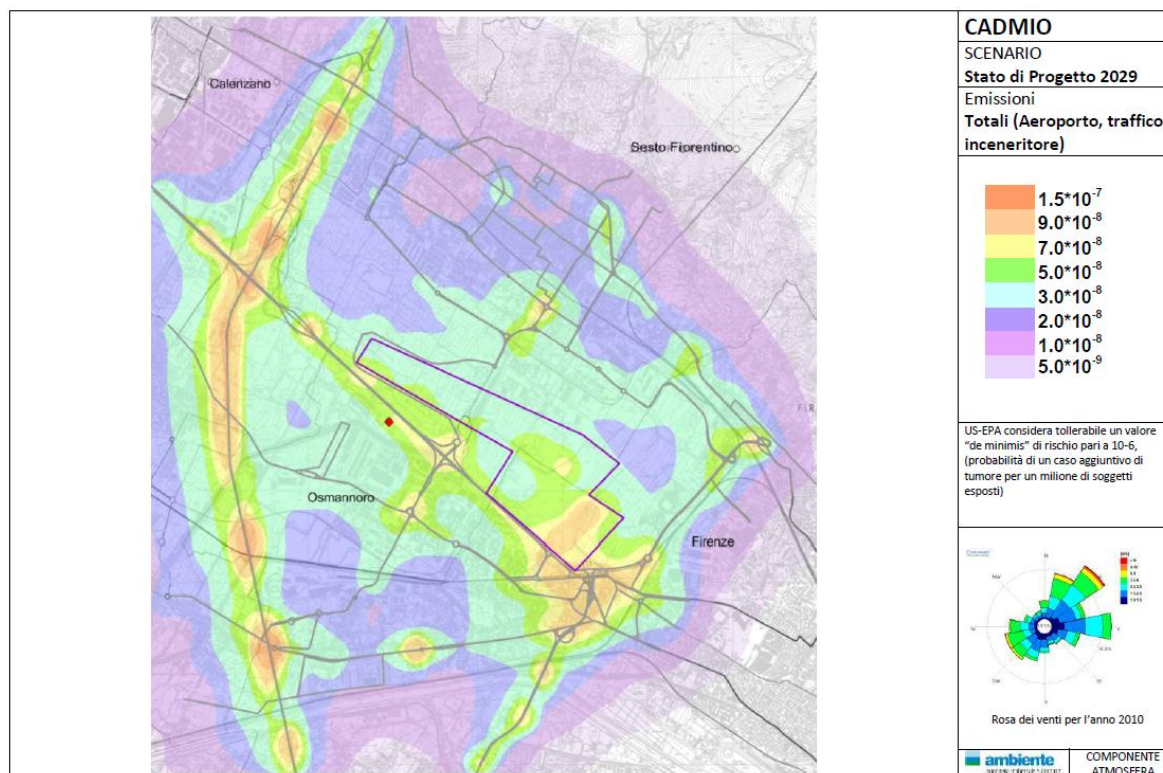 Calenzano
Sesto Fiorentino
Osmannoro
Firenze
CADMIO
SCENARIO
Stato di Progetto 2029
Emissioni
Totali (Aeroporto, traffico
inceneritore)
1.5*10-7
9.0*10-8
7.0*10-8
5.0*10-8
3.0*10-8
2.0*10-8
1.0*10-8
5.0*10-9
US-EPA considera tollerabile un valore
"de minimis" di rischio pari a 10-6,
(probabilità di un caso aggiuntivo di
tumore per un milione di soggetti
esposti)
N
NW
SW
Rosa dei venti per l'anno 2010
ambiente
COMPONENTE
ATMOSFERA